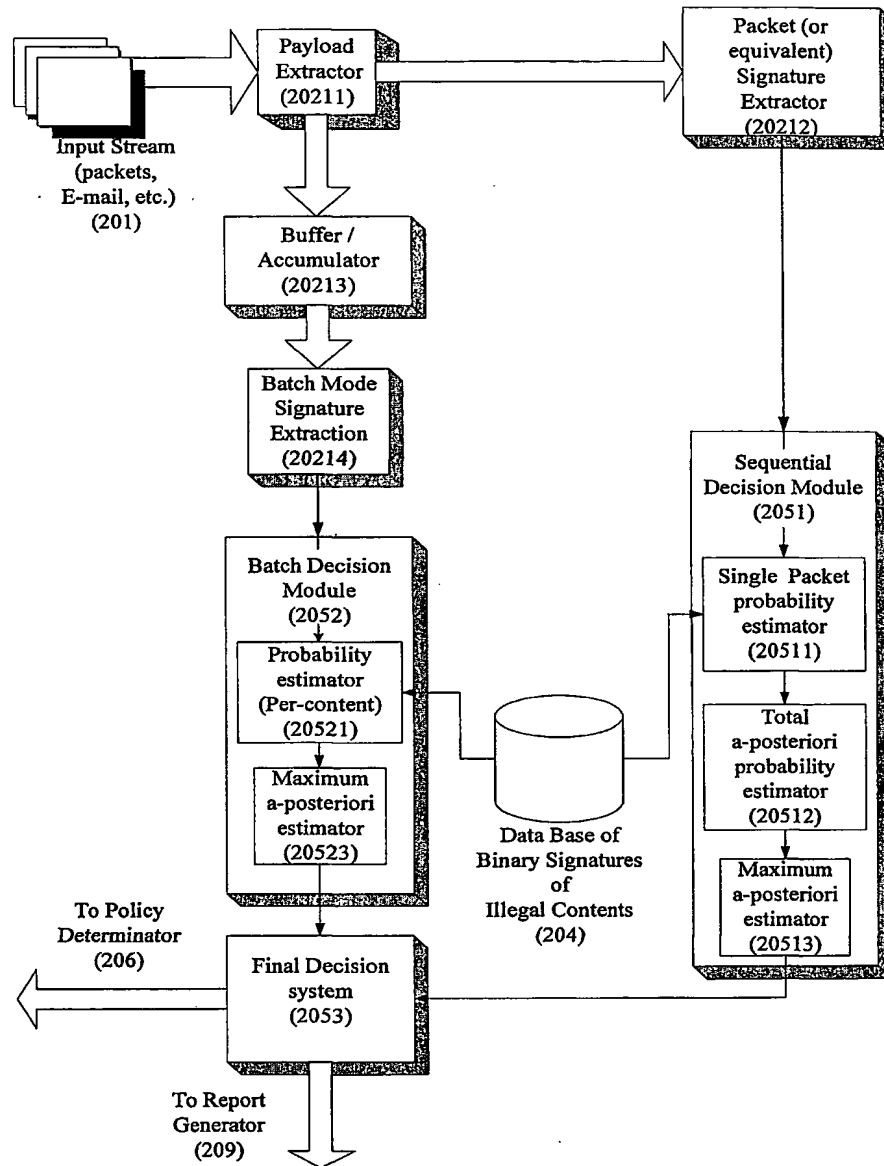 Payload
Extractor
(20211)
Packet (or
equivalent)
Signature
Extractor
(20212)
Input Stream
(packets,
E-mail, etc.)
(201)
Buffer /
Accumulator
(20213)
Batch Mode
Signature
Extraction
(20214)
Sequential
Decision Module
(2051)
Batch Decision
Module
(2052)
Single Packet
probability
estimator
(20511)
Probability
estimator
(Per-content)
(20521)
Total
a-posteriori
probability
estimator
(20512)
Maximum
a-posteriori
estimator
(20523)
Data Base of
Binary Signatures
of
Illegal Contents
(204)
Maximum
a-posteriori
estimator
(20513)
To Policy
Determinator
(206)
Final Decision
system
(2053)
To Report
Generator
(209)